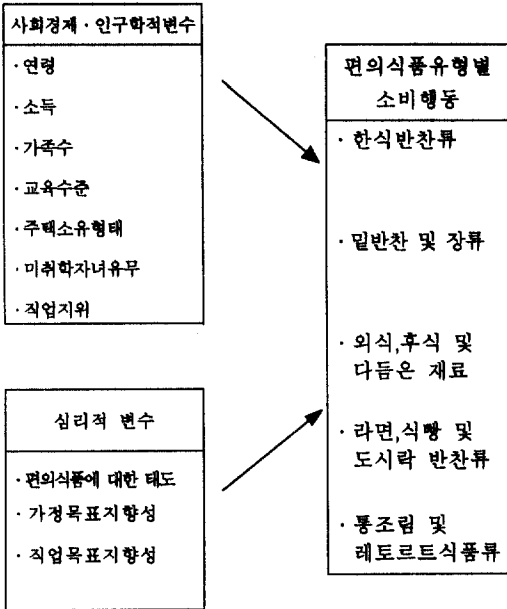 사회경제·인구학적변수
·연령
·소득
·가족수
·교육수준
·주택소유형태
·미취학자녀유무
·직업지위
심리적 변수
·편의식품에 대한 태도
·가정목표지향성
·직업목표지향성
편의식품유형별
소비행동
·한식반찬류
·밑반찬 및 장류
·외식,후식 및
다듬은 재료
·라면,식빵 및
도시락 반찬류
·통조림 및
레토르트식품류